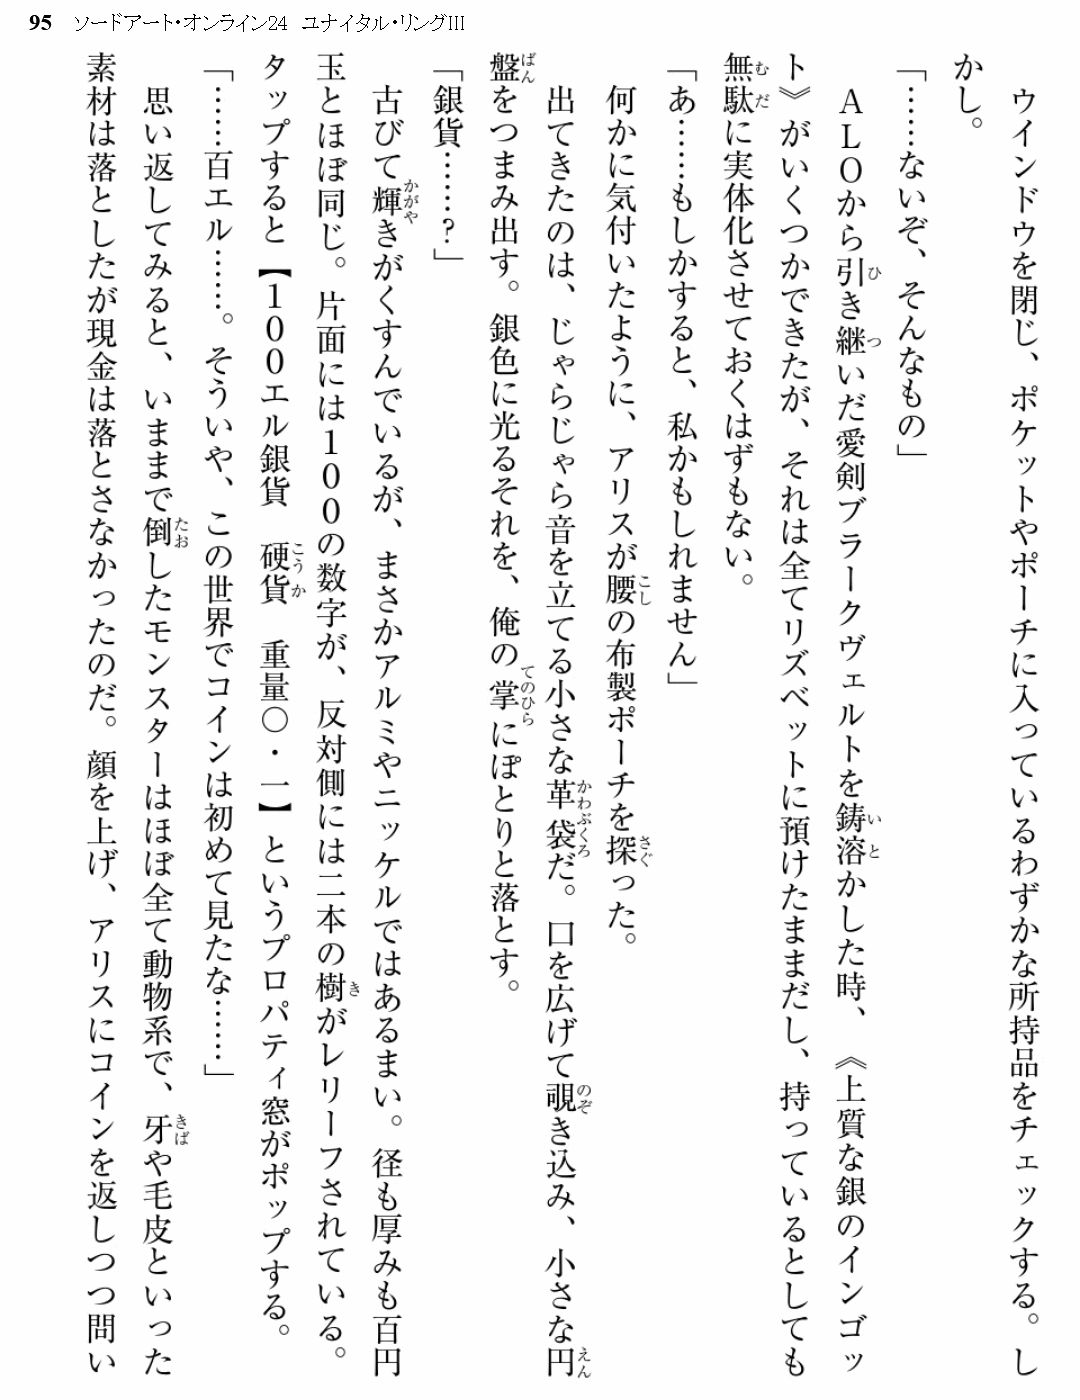 95 ソードアート・オンライン24 ユナイタル・リングIII
ウインドウを閉じ、ポケットやポーチに入っているわずかな所持品をチェックする。し
かし。
「……ないぞ、そんなもの」
ALOから引き継いだ愛剣ブラークヴェルトを鋳溶かした時、《上質な銀のインゴッ
ト》がいくつかできたが、それは全てリズベットに預けたままだし、持っているとしても
無駄に実体化させておくはずもない。
「あ……もしかすると、私かもしれません」
何かに気付いたように、アリスが腰の布製ポーチを探った。
出てきたのは、じゃらじゃら音を立てる小さな革袋だ。口を広げて覗き込み、小さな円
盤をつまみ出す。銀色に光るそれを、俺の掌にぽとりと落とす。
「銀貨……?」
古びて輝きがくすんでいるが、まさかアルミやニッケルではあるまい。径も厚みも百円
玉とほぼ同じ。片面には100の数字が、反対側には二本の樹がレリーフされている。
タップすると【100エル銀貨 硬貨 重量〇・一】というプロパティ窓がポップする。
「……百エル……。そういや、この世界でコインは初めて見たな……」
思い返してみると、いままで倒したモンスターはほぼ全て動物系で、牙や毛皮といった
素材は落としたが現金は落とさなかったのだ。顔を上げ、アリスにコインを返しつつ問い